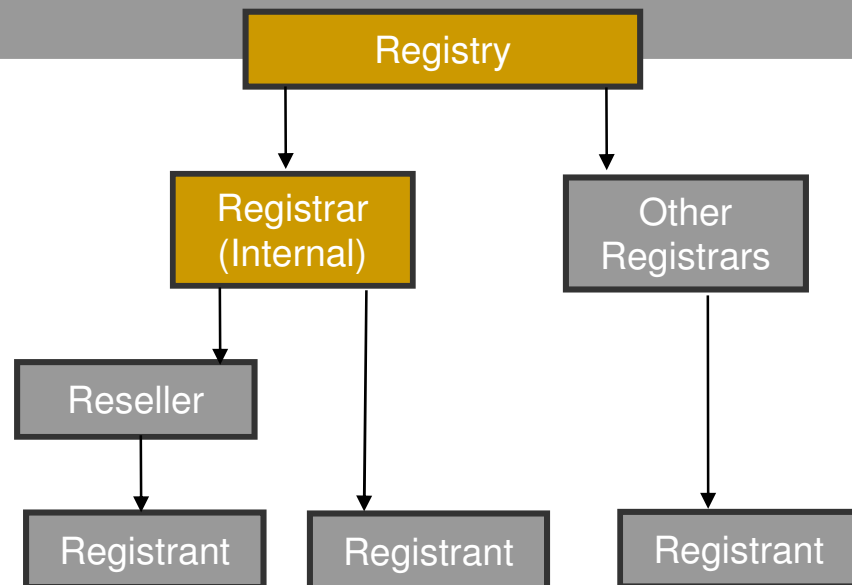 Registry
Registrar
(Internal)
Other
Registrars
Reseller
Registrant
Registrant
Registrant